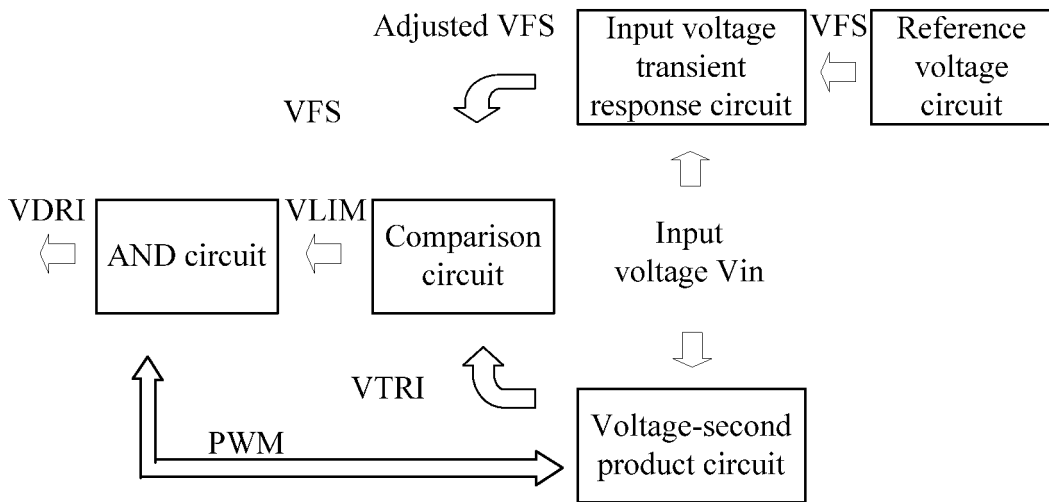 Adjusted VFS
Input voltage
transient
response circuit
VFS
Reference
voltage
circuit
VFS
VDRI
AND circuit
VLIM
Comparison
circuit
Input
voltage Vin
VTRI
PWM
Voltage-second
product circuit